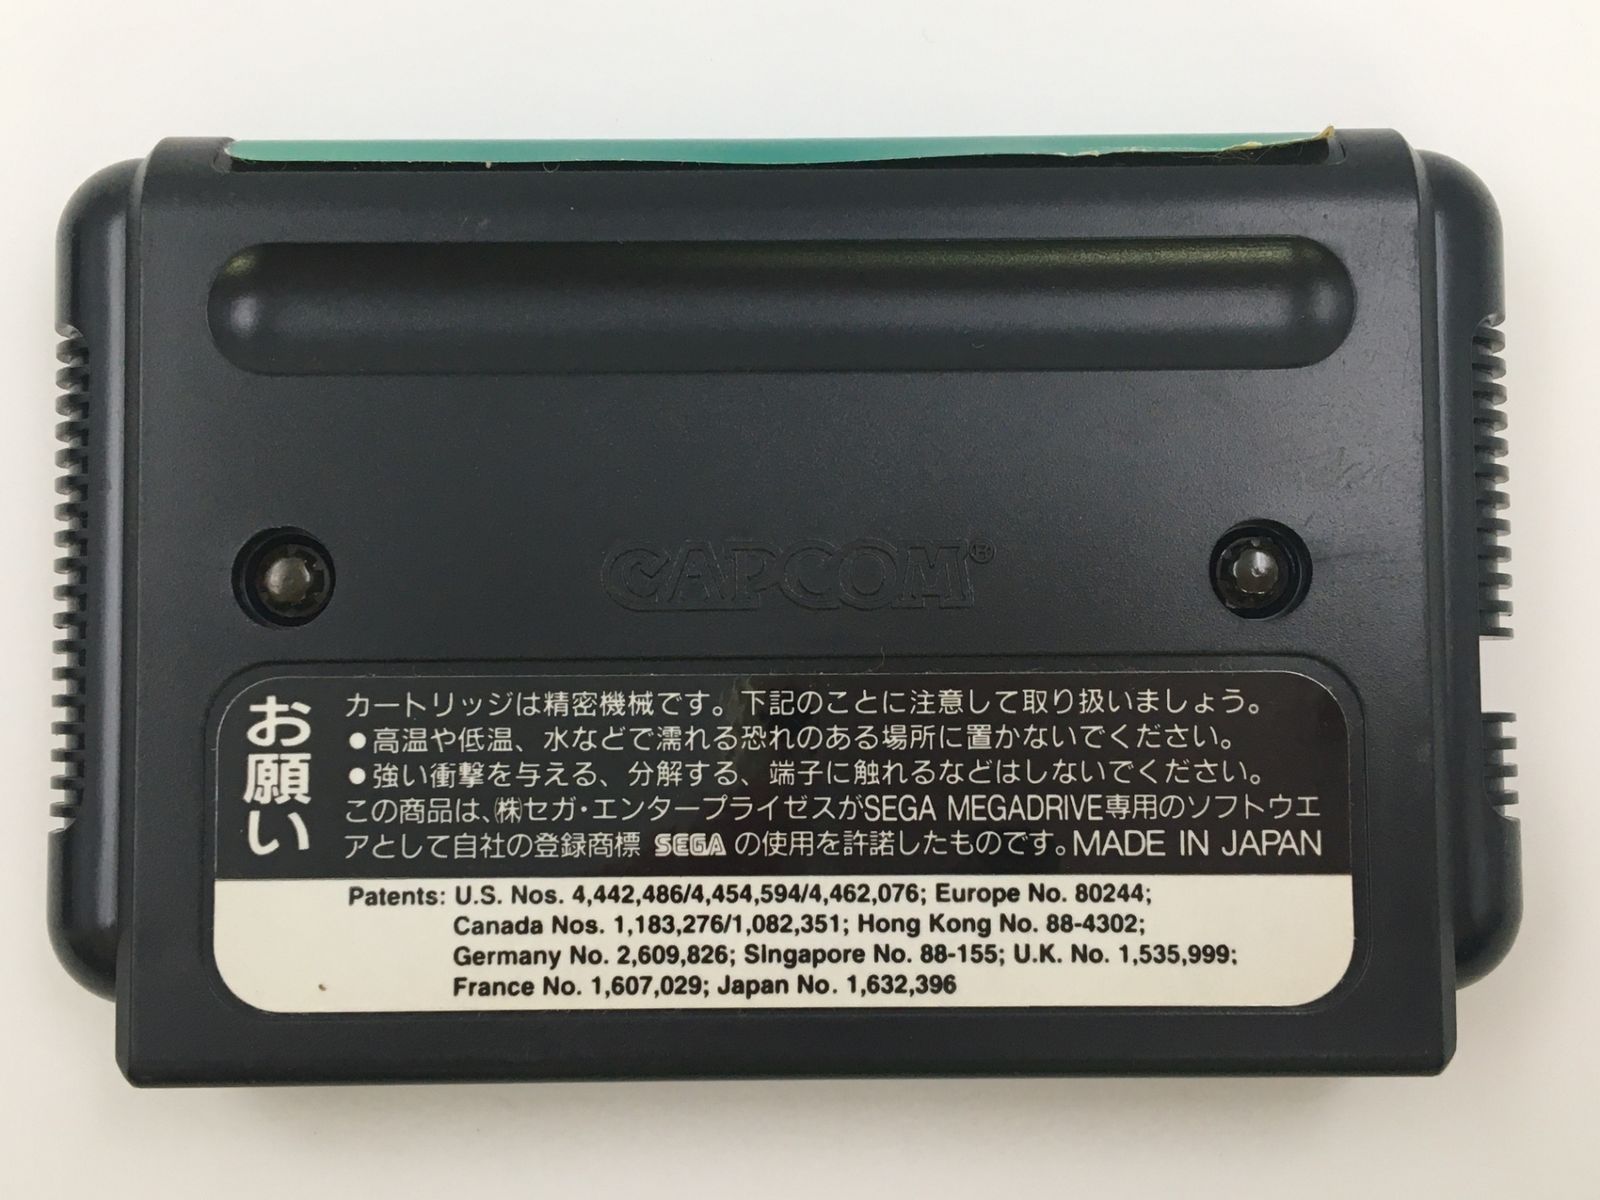 CAPCOM®
お願い
カートリッジは精密機械です。下記のことに注意して取り扱いましょう。
●高温や低温、水などで濡れる恐れのある場所に置かないでください。
●強い衝撃を与える、分解する、端子に触れるなどはしないでください。
この商品は、㈱セガ・エンタープライゼスがSEGA MEGADRIVE専用のソフトウエ
アとして自社の登録商標 SEGA の使用を許諾したものです。MADE IN JAPAN
Patents: U.S. Nos. 4,442,486/4,454,594/4,462,076; Europe No. 80244;
Canada Nos. 1,183,276/1,082,351; Hong Kong No. 88-4302;
Germany No. 2,609,826; Singapore No. 88-155; U.K. No. 1,535,999;
France No. 1,607,029; Japan No. 1,632,396